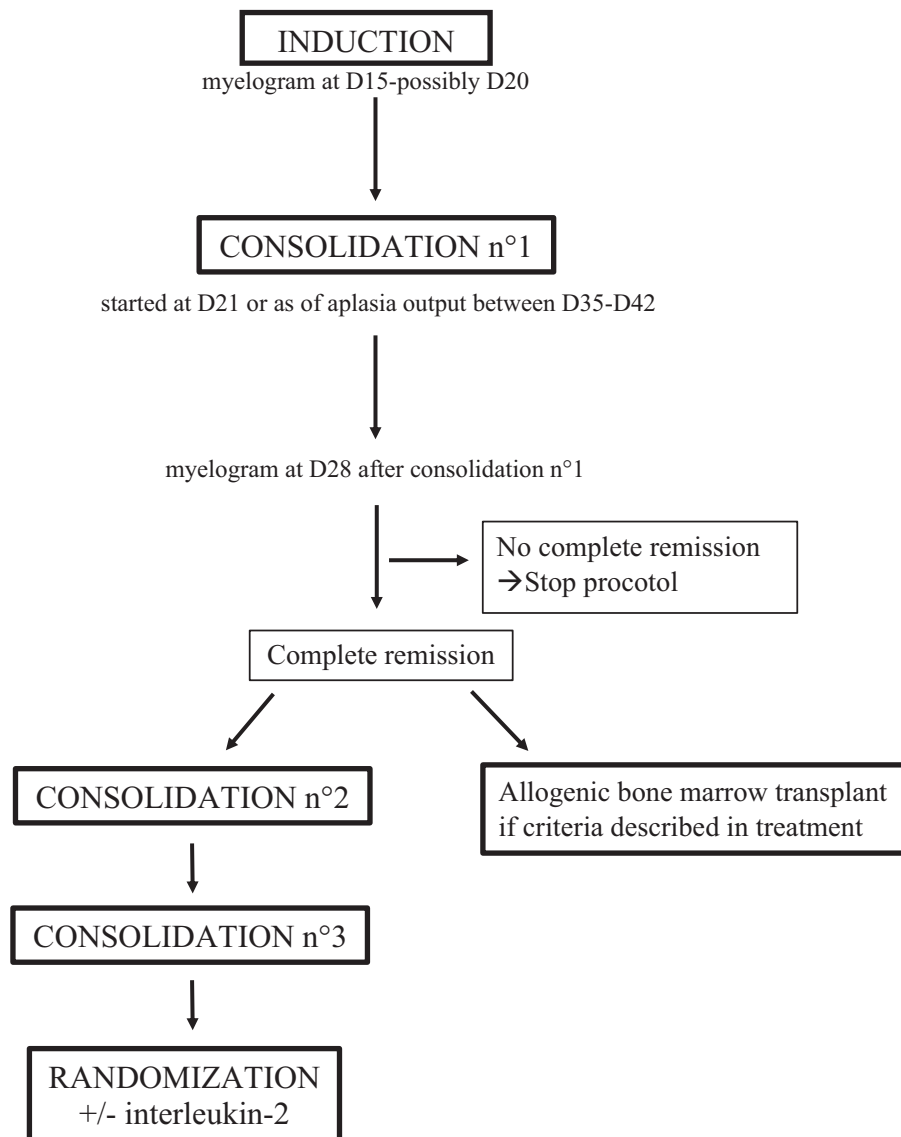 INDUCTION
myelogram at D15-possibly D20
CONSOLIDATION n°1
started at D21 or as of aplasia output between D35-D42
myelogram at D28 after consolidation n°1
No complete remission
→Stop procotol
Complete remission
CONSOLIDATION n°2
Allogenic bone marrow transplant
if criteria described in treatment
CONSOLIDATION n°3
RANDOMIZATION
+/- interleukin-2